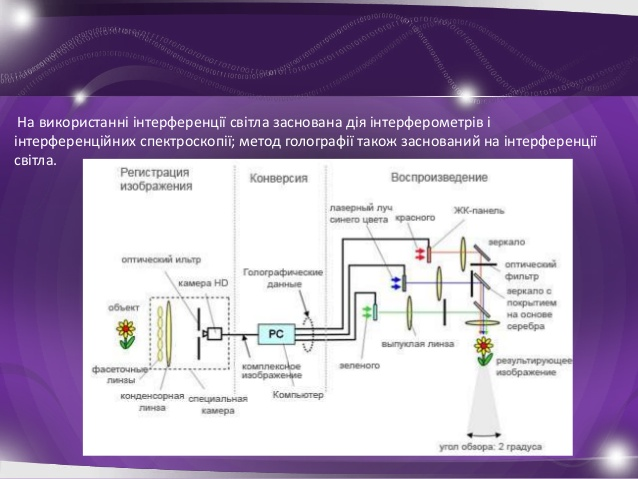 На використанні інтерференції світла заснована дія інтерферометрів і
інтерференційних спектроскопії; метод голографії також заснований на інтерференції
світла.
Регистрация
изображения
Конверсия
Воспроизведение
лазерный луч
синего цвета
красного
ЖК-панель
зеркало
оптический
фильтр
зеркало с
покрытием
на основе
серебра
оптический ильтр
камера HD
Голографические
данные
объект
PC
фасеточные
линзы
конденсорная
линза
специальная
камера
комплексное
изображение
Компьютер
зеленого
выпуклая линза
результирующее
изображение
угол обзора: 2 градуса